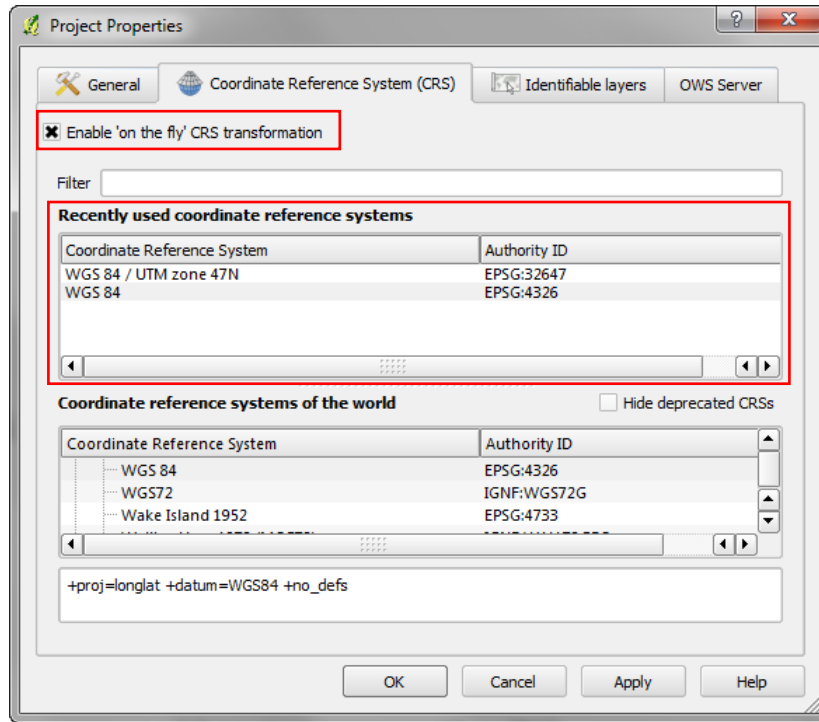 Project Properties
General Coordinate Reference System (CRS) Identifiable layers OWS Server
Enable 'on the fly' CRS transformation
Filter
Recently used coordinate reference systems
Coordinate Reference System Authority ID
WGS 84 / UTM zone 47N EPSG:32647
WGS 84 EPSG:4326
Coordinate reference systems of the world Hide deprecated CRSs
Coordinate Reference System Authority ID
WGS 84 EPSG:4326
WGS72 IGNF:WGS72G
Wake Island 1952 EPSG:4733
+proj=longlat +datum=WGS84 +no_defs
OK Cancel Apply Help